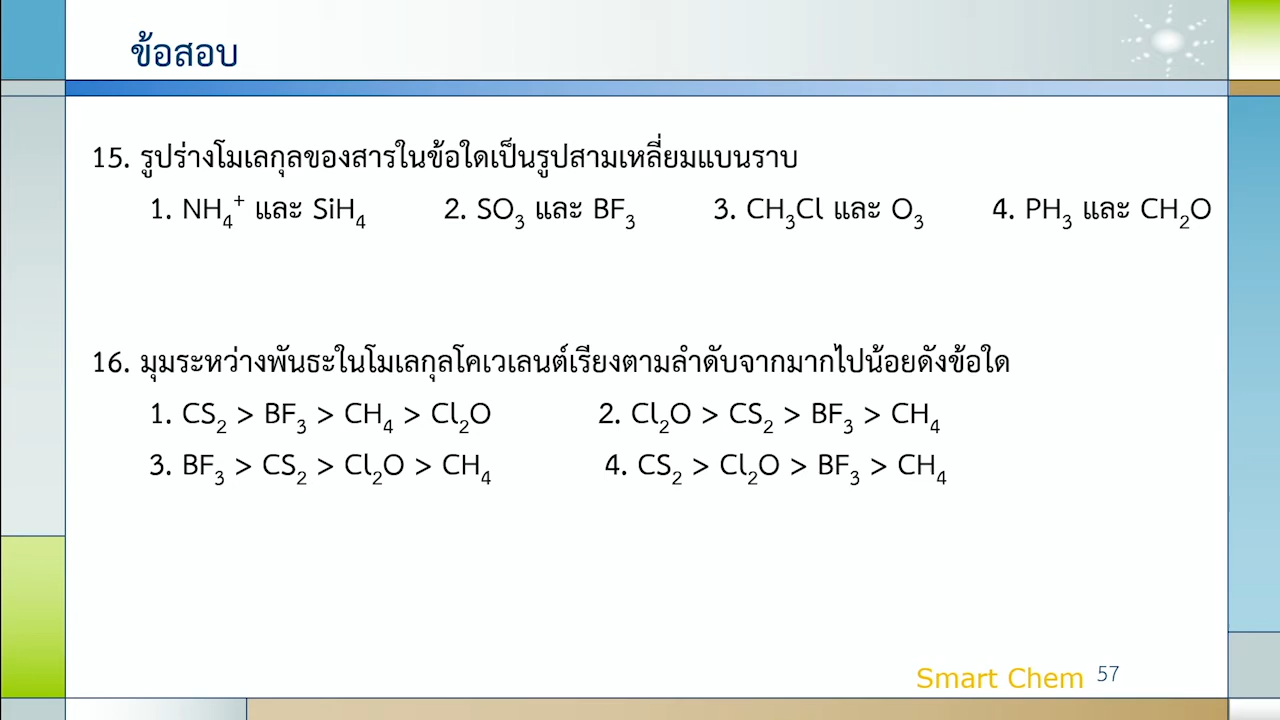 ข้อสอบ
15. รูปร่างโมเลกุลของสารในข้อใดเป็นรูปสามเหลี่ยมแบนราบ
1. NH₄⁺ และ SiH₄ 2. SO₃ และ BF₃ 3. CH₃Cl และ O₃ 4. PH₃ และ CH₂O
16. มุมระหว่างพันธะในโมเลกุลโคเวเลนต์เรียงตามลำดับจากมากไปน้อยดังข้อใด
1. CS₂ > BF₃ > CH₄ > Cl₂O 2. Cl₂O > CS₂ > BF₃ > CH₄
3. BF₃ > CS₂ > Cl₂O > CH₄ 4. CS₂ > Cl₂O > BF₃ > CH₄
Smart Chem 57